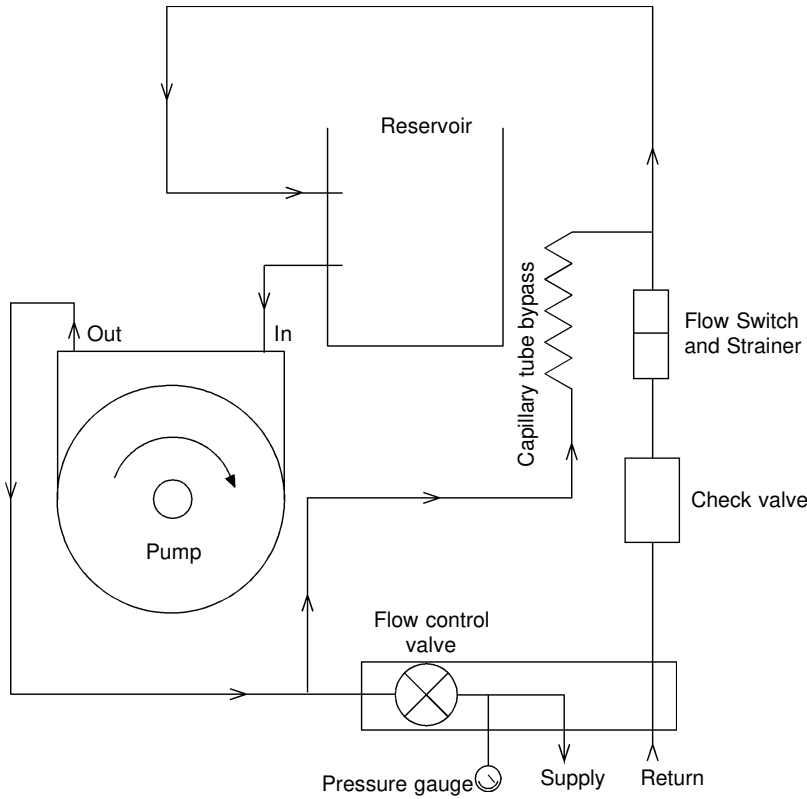 Reservoir
Out
In
Capillary tube bypass
Flow Switch
and Strainer
Check valve
Pump
Flow control
valve
Pressure gauge
Supply
Return